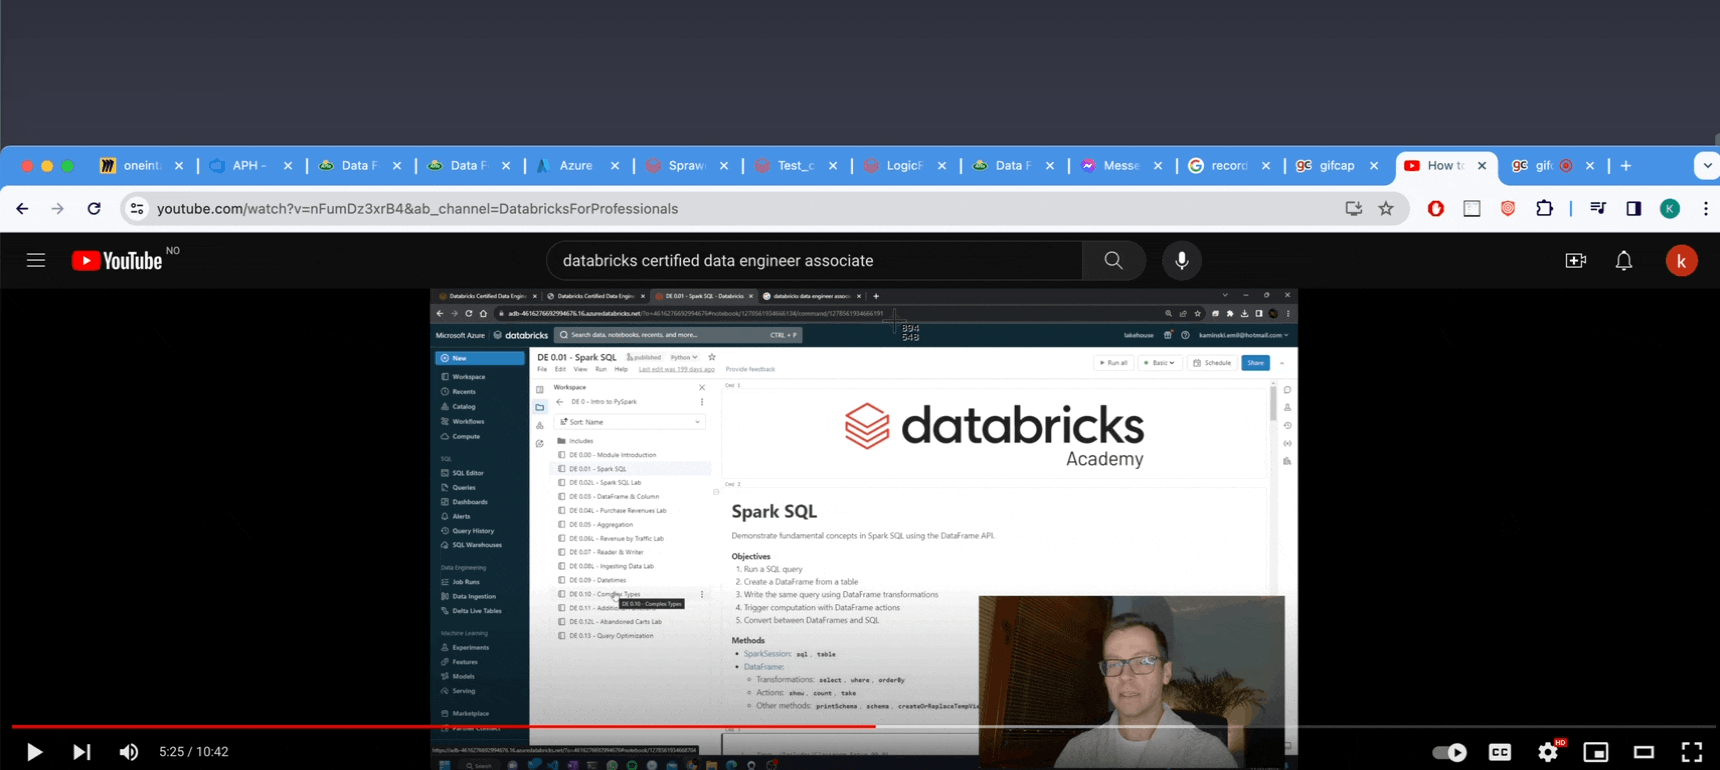 oneint
APH -
Data F
Data F
Azure
Spraw
Test_c
LogicF
Data F
Messe
record
gifcap
How to
gifc
youtube.com/watch?v=nFumDz3xrB4&ab_channel=DatabricksForProfessionals
K
YouTube NO
databricks certified data engineer associate
k
Databricks Certified Data Engin
Databricks Certified Data Engin
DE 0.01 - Spark SQL - Databricks
databricks data engineer associ
894
548
Microsoft Azure
databricks
Search data, notebooks, recents, and more...
CTRL + P
lakehouse
kaminski.emil@hotmail.com
New
Workspace
Recents
Catalog
Workflows
Compute
SQL
SQL Editor
Queries
Dashboards
Alerts
Query History
SQL Warehouses
Data Engineering
Job Runs
Data Ingestion
Delta Live Tables
Machine Learning
Experiments
Features
Models
Serving
Marketplace
Partner Connect
DE 0.01 - Spark SQL
published
Python
File Edit View Run Help
Last edit was 199 days ago
Provide feedback
Run all
Basic
Schedule
Share
Workspace
DE 0 - Intro to PySpark
Sort: Name
Includes
DE 0.00 - Module Introduction
DE 0.01 - Spark SQL
DE 0.02L - Spark SQL Lab
DE 0.03 - DataFrame & Column
DE 0.04L - Purchase Revenues Lab
DE 0.05 - Aggregation
DE 0.06L - Revenue by Traffic Lab
DE 0.07 - Reader & Writer
DE 0.08L - Ingesting Data Lab
DE 0.09 - Datetimes
DE 0.10 - Complex Types
DE 0.10 - Complex Types
DE 0.11 - Additi
DE 0.12L - Abandoned Carts Lab
DE 0.13 - Query Optimization
Cmd 1
databricks
Academy
Cmd 2
Spark SQL
Demonstrate fundamental concepts in Spark SQL using the DataFrame API.
Objectives
1. Run a SQL query
2. Create a DataFrame from a table
3. Write the same query using DataFrame transformations
4. Trigger computation with DataFrame actions
5. Convert between DataFrames and SQL
Methods
SparkSession: sql, table
DataFrame:
Transformations: select, where, orderBy
Actions: show, count, take
Other methods: printSchema, schema, createOrReplaceTempVie
5:25 / 10:42
CC
HD
Search